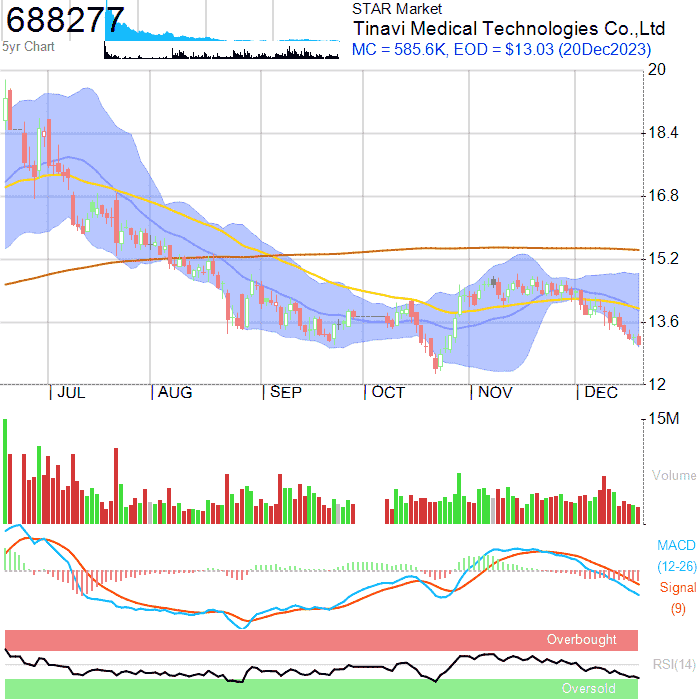 688277
STAR Market
Tinavi Medical Technologies Co.,Ltd
5yr Chart
MC = 585.6K, EOD = $13.03 (20Dec2023)
20
18.4
16.8
15.2
13.6
12
JUL
AUG
SEP
OCT
NOV
DEC
15M
Volume
MACD
(12-26)
Signal
(9)
Overbought
RSI(14)
Oversold